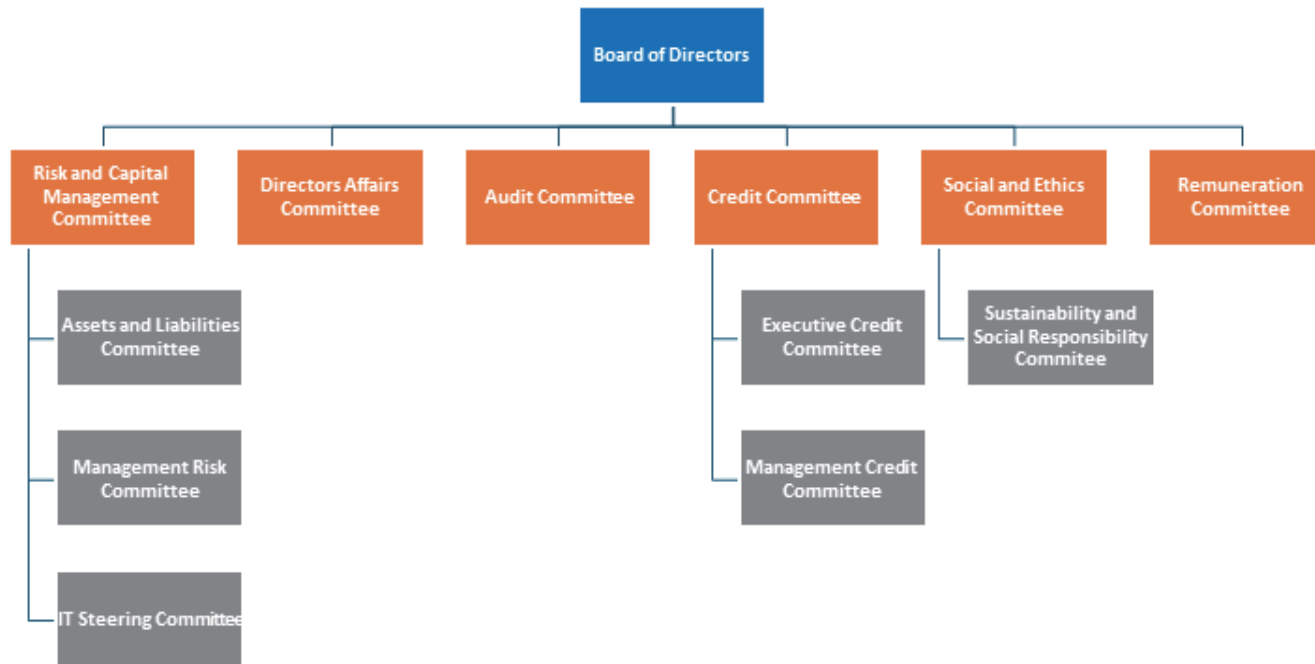 Board of Directors
Risk and Capital
Management
Committee
Directors Affairs
Committee
Audit Committee
Credit Committee
Social and Ethics
Committee
Remuneration
Committee
Assets and Liabilities
Committee
Executive Credit
Committee
Sustainability and
Social Responsibility
Commitee
Management Risk
Committee
Management Credit
Committee
IT Steering Committee